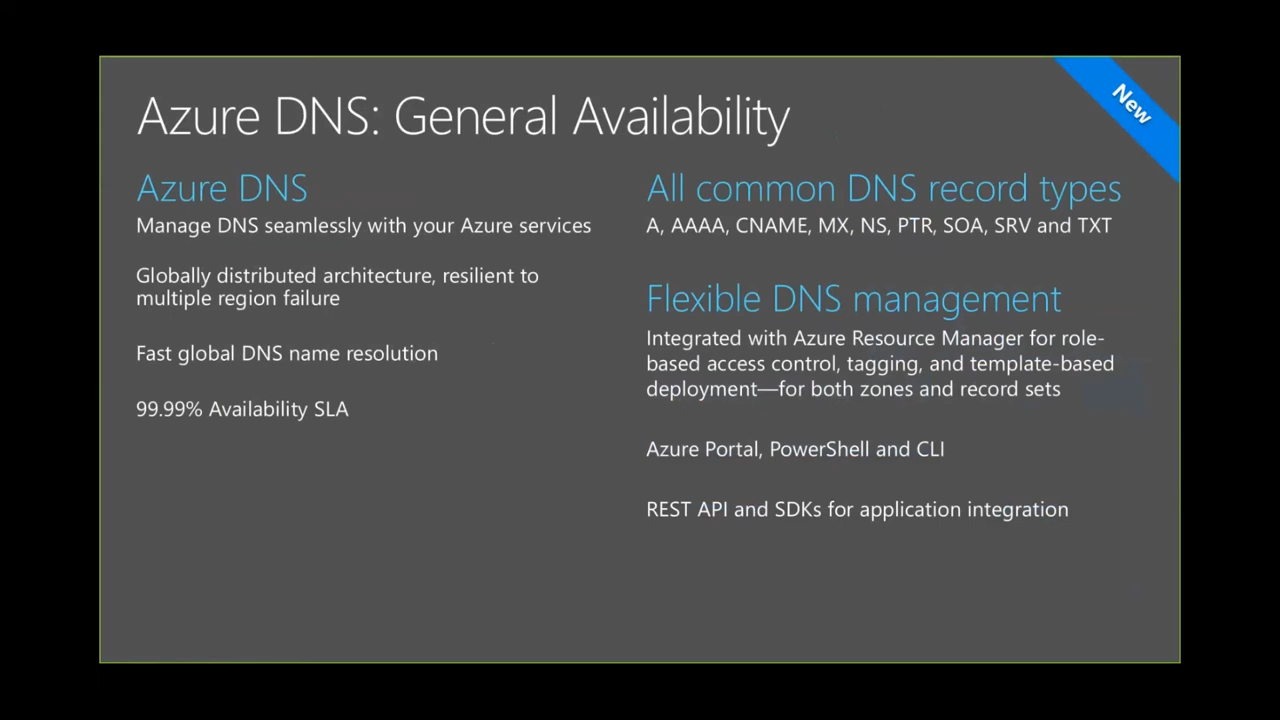 Azure DNS: General Availability
New
Azure DNS
Manage DNS seamlessly with your Azure services
Globally distributed architecture, resilient to
multiple region failure
Fast global DNS name resolution
99.99% Availability SLA
All common DNS record types
A, AAAA, CNAME, MX, NS, PTR, SOA, SRV and TXT
Flexible DNS management
Integrated with Azure Resource Manager for role-
based access control, tagging, and template-based
deployment—for both zones and record sets
Azure Portal, PowerShell and CLI
REST API and SDKs for application integration